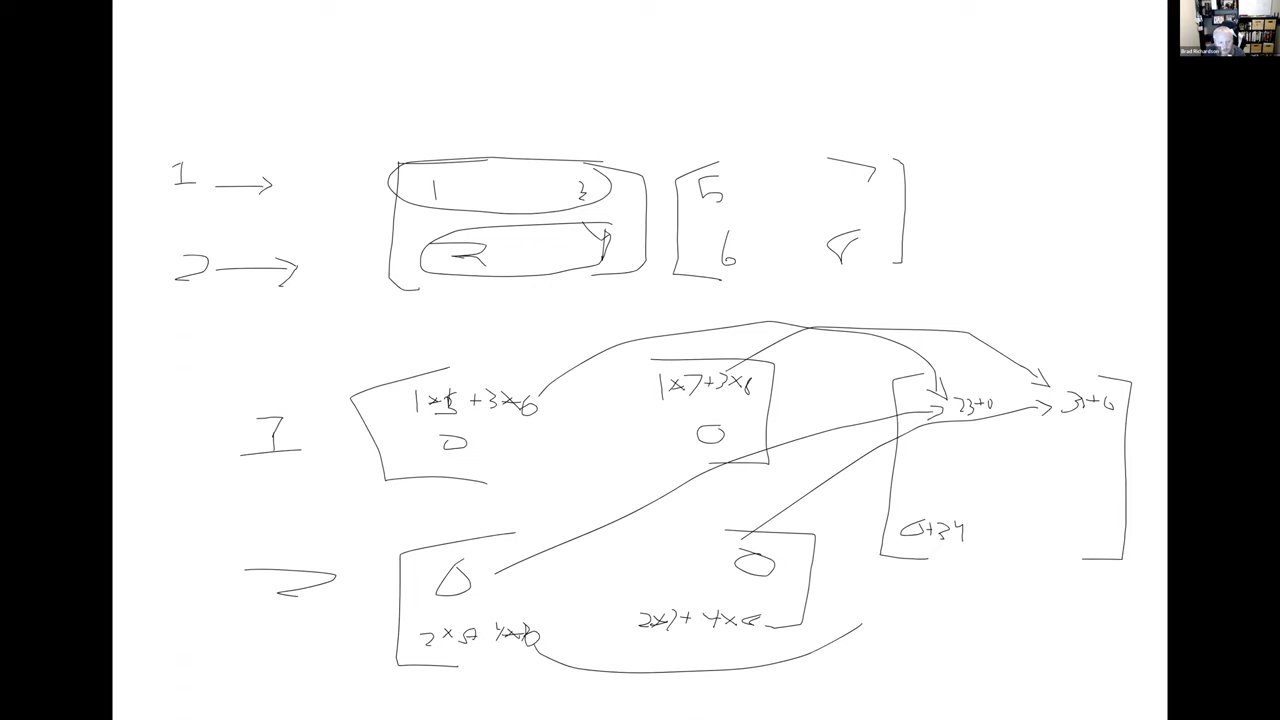 Brad Richardson
1 → 1 3 5 7
2 → 2 4 6 8
1 1×5+3×6 1×7+3×8 23+0 31+0
0 0
0+34
2 0 0
2×5+4×6 2×7+4×8